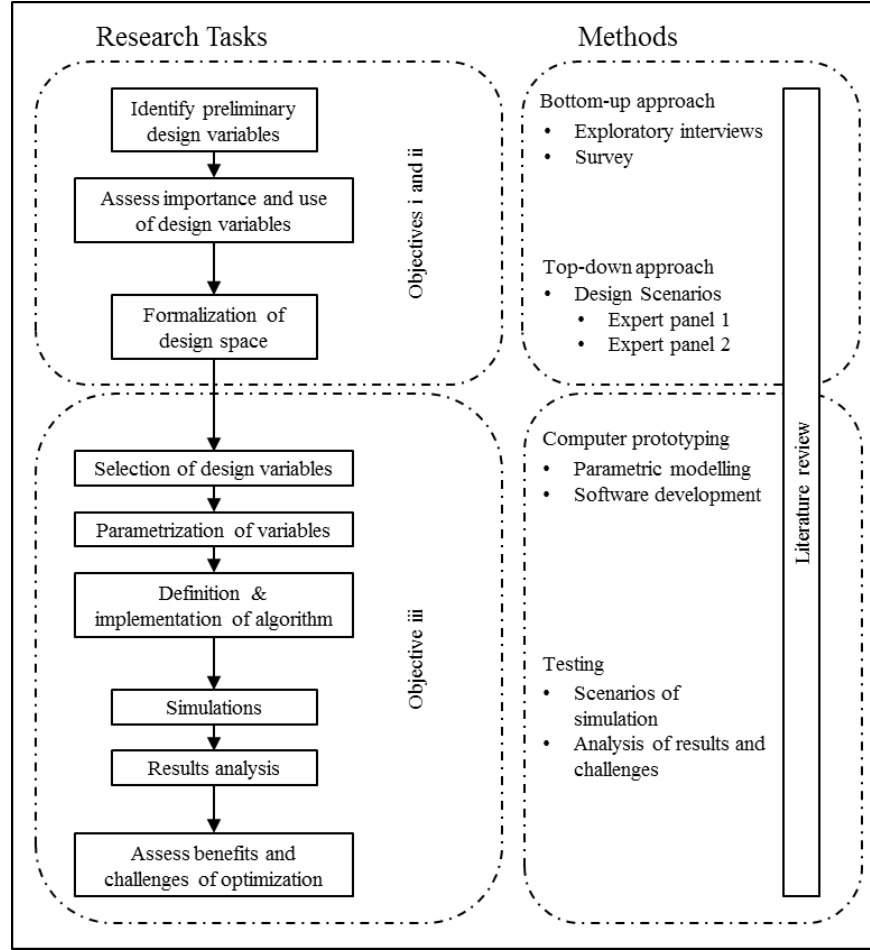 Research Tasks
Methods
Identify preliminary
design variables
Assess importance and use
of design variables
Formalization of
design space
Objectives i and ii
Bottom-up approach
• Exploratory interviews
• Survey
Top-down approach
• Design Scenarios
• Expert panel 1
• Expert panel 2
Selection of design variables
Parametrization of variables
Definition &
implementation of algorithm
Simulations
Results analysis
Assess benefits and
challenges of optimization
Objective iii
Computer prototyping
• Parametric modelling
• Software development
Testing
• Scenarios of
simulation
• Analysis of results and
challenges
Literature review